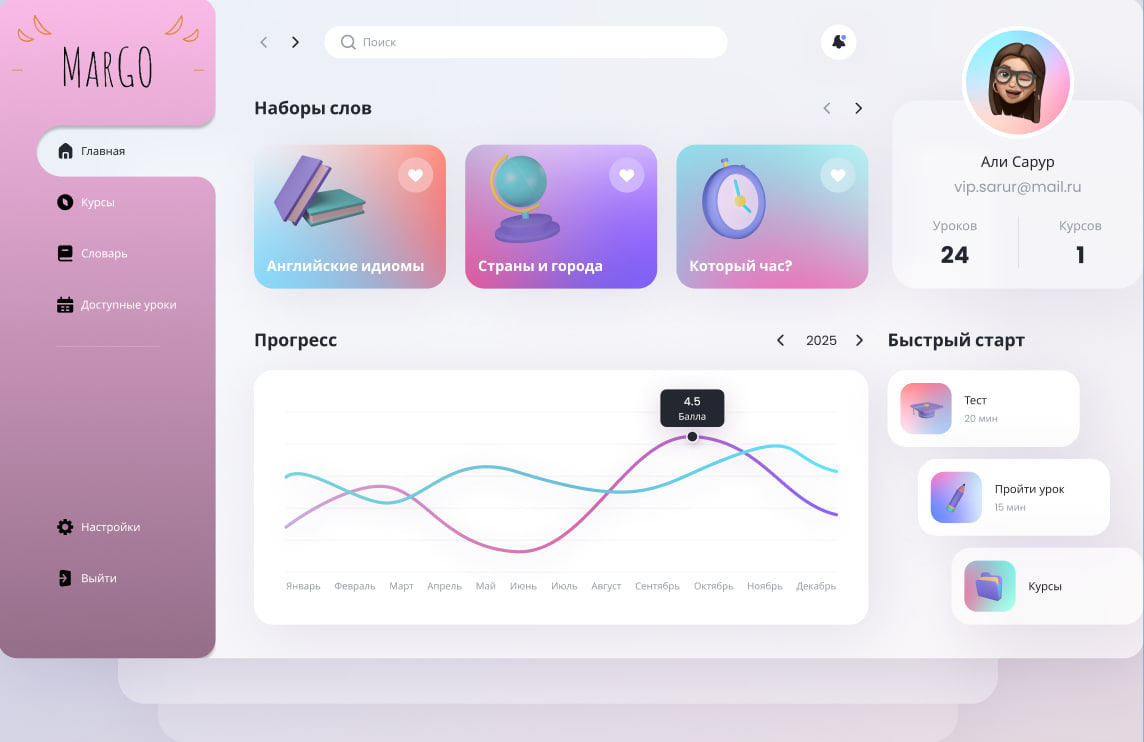 MARGO
Главная
Курсы
Словарь
Доступные уроки
Настройки
Выйти
Поиск
Наборы слов
Английские идиомы
Страны и города
Который час?
Али Сарур
vip.sarur@mail.ru
Уроков
24
Курсов
1
Прогресс
2025
4.5
Балла
Январь Февраль Март Апрель Май Июнь Июль Август Сентябрь Октябрь Ноябрь Декабрь
Быстрый старт
Тест
20 мин
Пройти урок
15 мин
Курсы